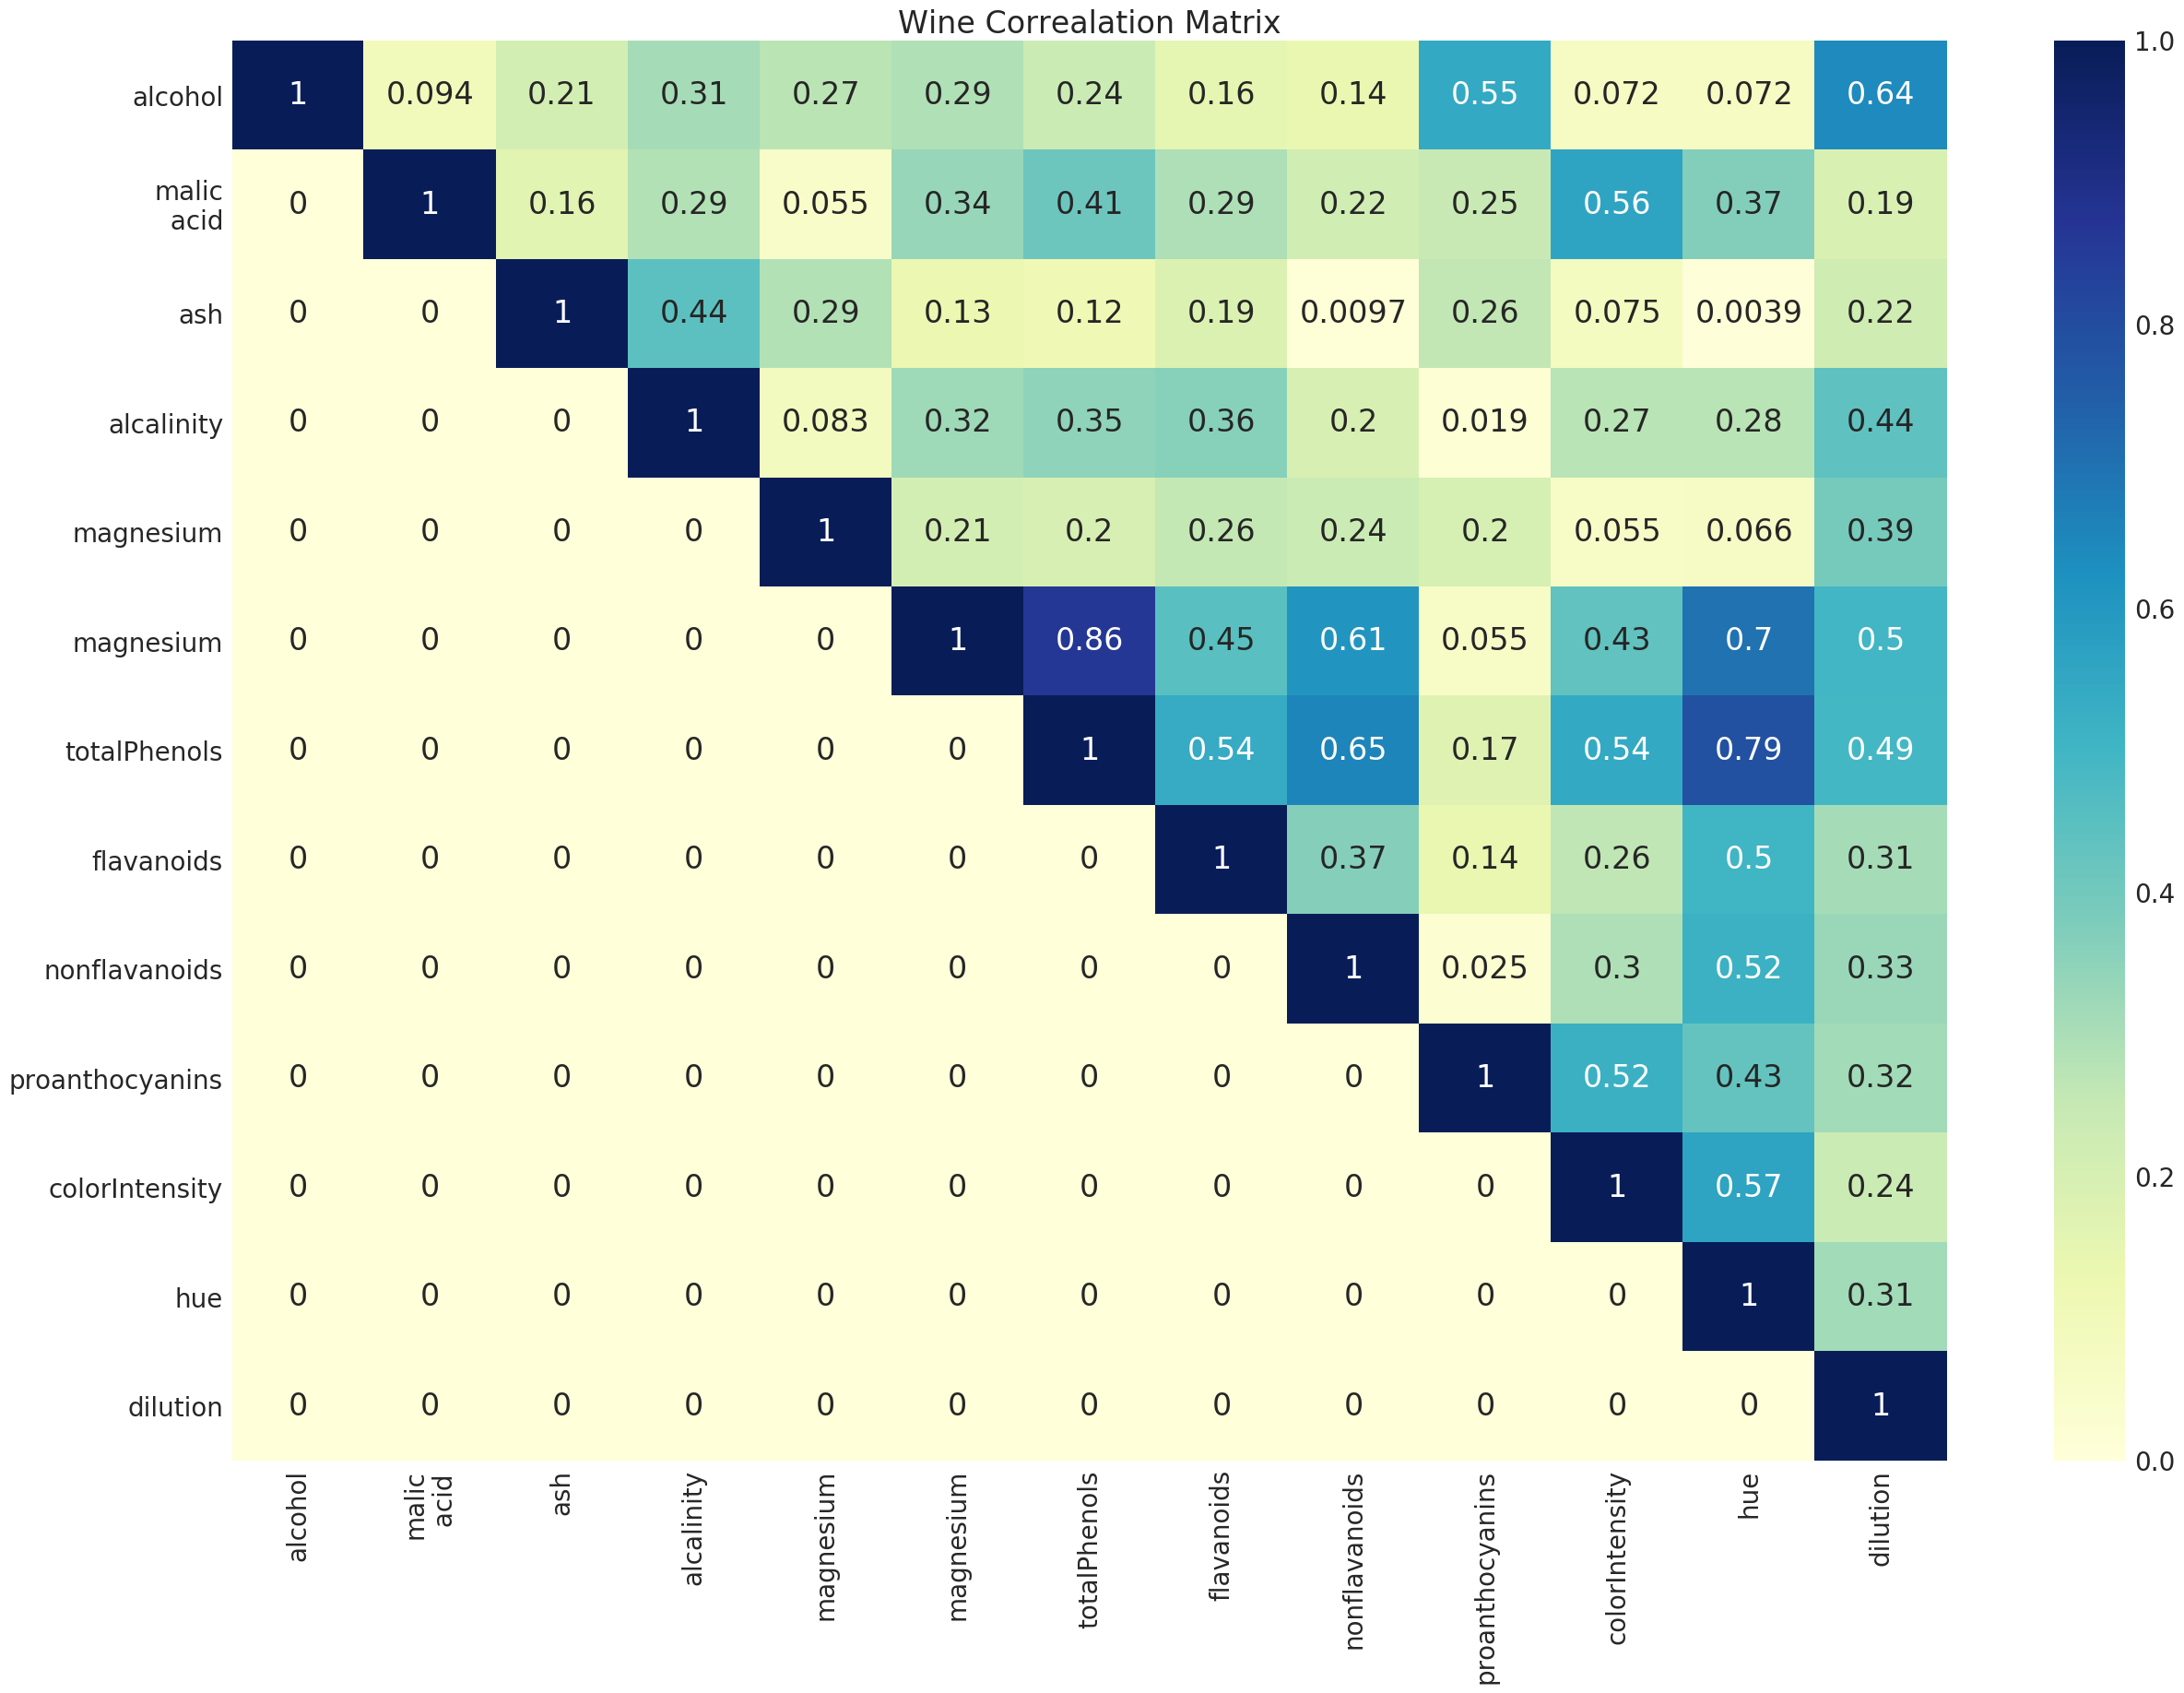 Wine Correalation Matrix
alcohol 1 0.094 0.21 0.31 0.27 0.29 0.24 0.16 0.14 0.55 0.072 0.072 0.64
malic
acid 0 1 0.16 0.29 0.055 0.34 0.41 0.29 0.22 0.25 0.56 0.37 0.19
ash 0 0 1 0.44 0.29 0.13 0.12 0.19 0.0097 0.26 0.075 0.0039 0.22
alcalinity 0 0 0 1 0.083 0.32 0.35 0.36 0.2 0.019 0.27 0.28 0.44
magnesium 0 0 0 0 1 0.21 0.2 0.26 0.24 0.2 0.055 0.066 0.39
magnesium 0 0 0 0 0 1 0.86 0.45 0.61 0.055 0.43 0.7 0.5
totalPhenols 0 0 0 0 0 0 1 0.54 0.65 0.17 0.54 0.79 0.49
flavanoids 0 0 0 0 0 0 0 1 0.37 0.14 0.26 0.5 0.31
nonflavanoids 0 0 0 0 0 0 0 0 1 0.025 0.3 0.52 0.33
proanthocyanins 0 0 0 0 0 0 0 0 0 1 0.52 0.43 0.32
colorIntensity 0 0 0 0 0 0 0 0 0 0 1 0.57 0.24
hue 0 0 0 0 0 0 0 0 0 0 0 1 0.31
dilution 0 0 0 0 0 0 0 0 0 0 0 0 1
alcohol
malic
acid
ash
alcalinity
magnesium
magnesium
totalPhenols
flavanoids
nonflavanoids
proanthocyanins
colorIntensity
hue
dilution
1.0
0.8
0.6
0.4
0.2
0.0